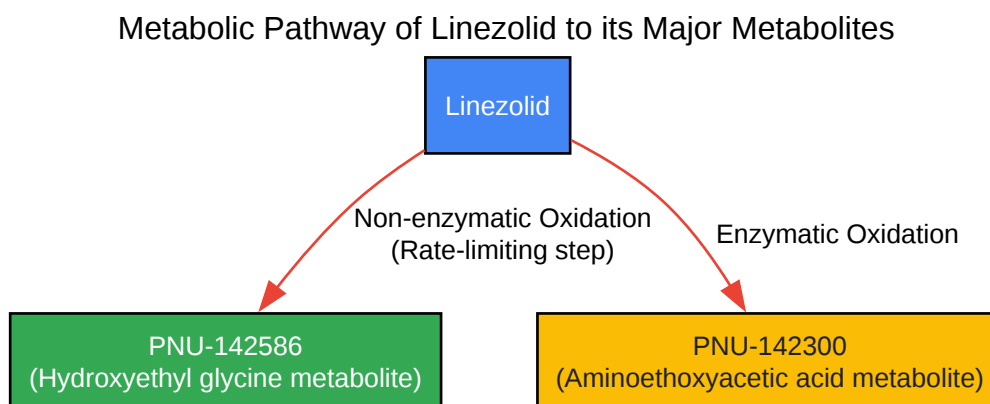 Metabolic Pathway of Linezolid to its Major Metabolites
Linezolid
Non-enzymatic Oxidation
(Rate-limiting step)
Enzymatic Oxidation
PNU-142586
(Hydroxyethyl glycine metabolite)
PNU-142300
(Aminoethoxyacetic acid metabolite)